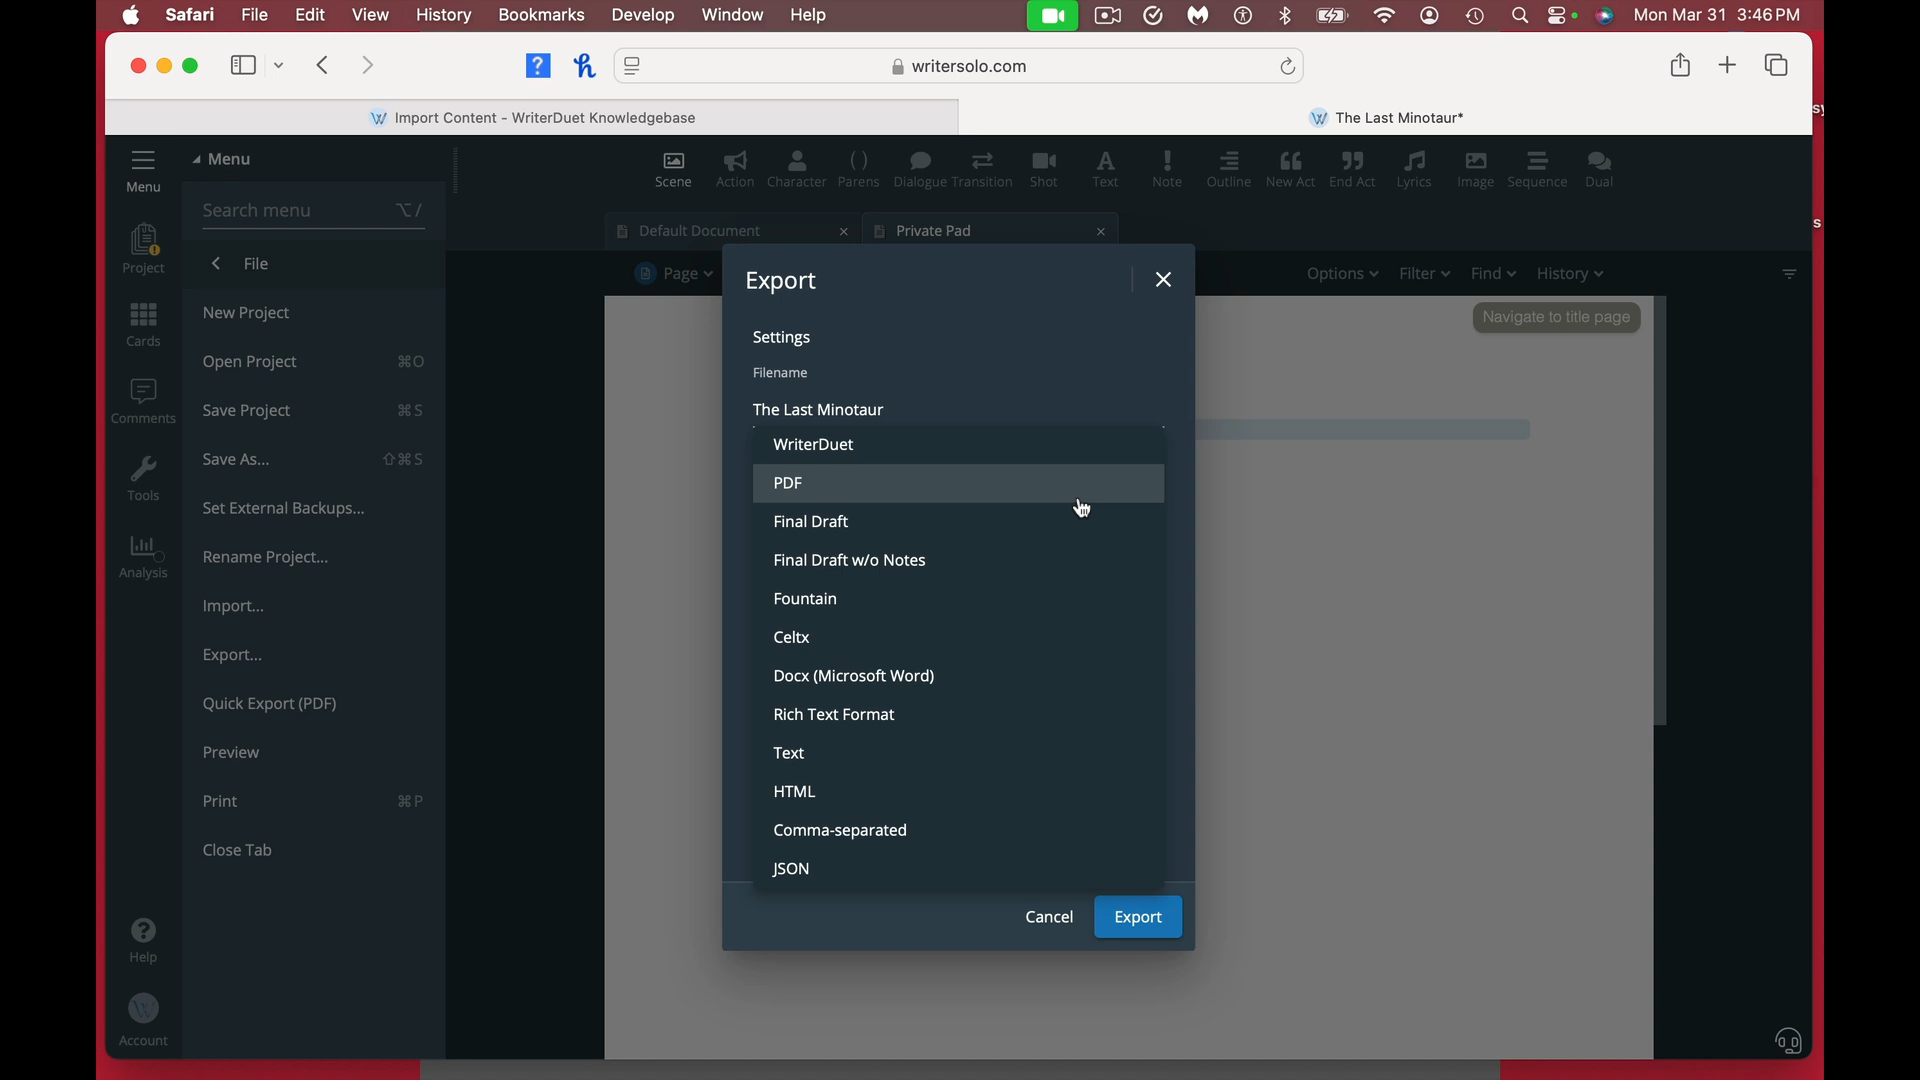 Safari File Edit View History Bookmarks Develop Window Help Mon Mar 31 3:46 PM
writersolo.com
Import Content - WriterDuet Knowledgebase
The Last Minotaur*
Menu
Menu
Search menu ⌥ /
File
New Project
Open Project ⌘O
Save Project ⌘S
Save As... ⇧⌘S
Set External Backups...
Rename Project...
Import...
Export...
Quick Export (PDF)
Preview
Print ⌘P
Close Tab
Project
Cards
Comments
Tools
Analysis
Help
Account
Scene Action Character Parens Dialogue Transition Shot Text Note Outline New Act End Act Lyrics Image Sequence Dual
Default Document
Private Pad
Page Options Filter Find History
Navigate to title page
Export
Settings
Filename
The Last Minotaur
WriterDuet
PDF
Final Draft
Final Draft w/o Notes
Fountain
Celtx
Docx (Microsoft Word)
Rich Text Format
Text
HTML
Comma-separated
JSON
Cancel Export